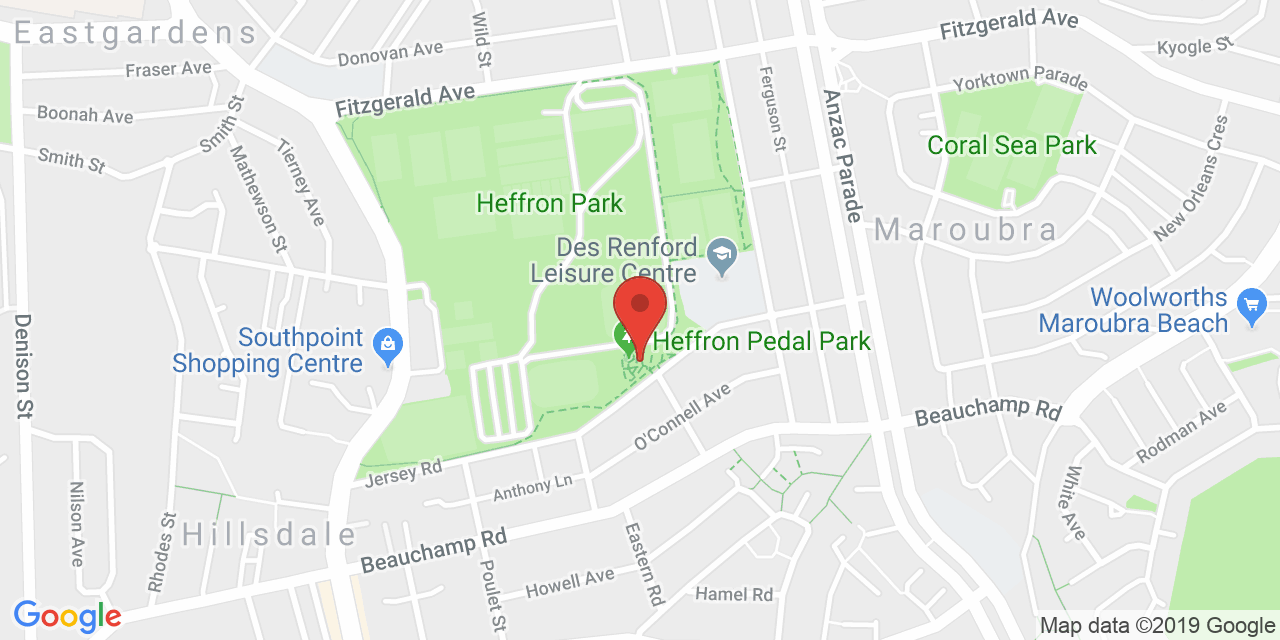 Eastgardens
Wild St
Donovan Ave
Fitzgerald Ave
Kyogle St
Fraser Ave
Ferguson St
Yorktown Parade
Fitzgerald Ave
Boonah Ave
Smith St
Anzac Parade
Coral Sea Park
Smith St
Mathewson St
Tierney Ave
New Orleans Cres
Heffron Park
Maroubra
Des Renford
Leisure Centre
Woolworths
Maroubra Beach
Denison St
Southpoint
Shopping Centre
Heffron Pedal Park
O'Connell Ave
Beauchamp Rd
Rodman Ave
Jersey Rd
Anthony Ln
White Ave
Nilson Ave
Rhodes St
Hillsdale
Beauchamp Rd
Eastern Rd
Poulet St
Howell Ave
Hamel Rd
Google
Map data ©2019 Google